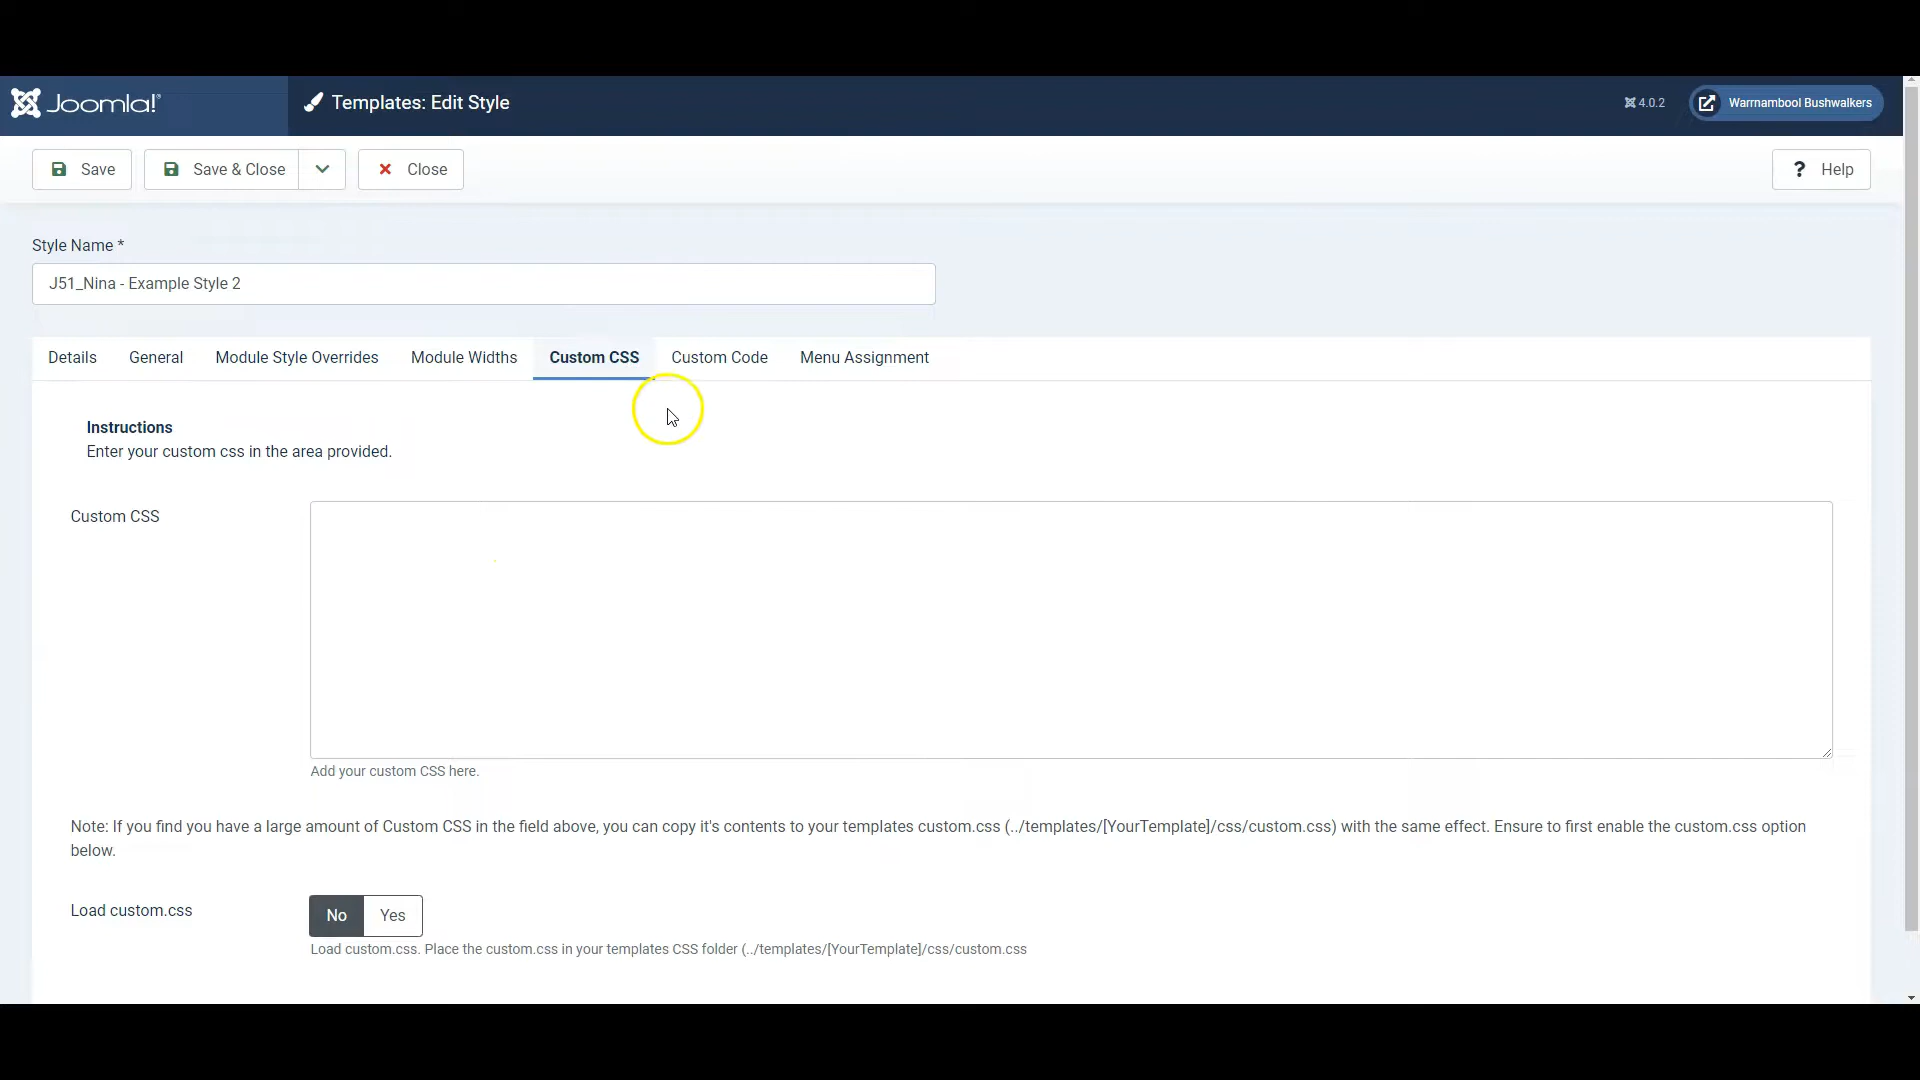 Joomla!®
Templates: Edit Style
4.0.2
Warrnambool Bushwalkers
Save
Save & Close
Close
? Help
Style Name *
J51_Nina - Example Style 2
Details
General
Module Style Overrides
Module Widths
Custom CSS
Custom Code
Menu Assignment
Instructions
Enter your custom css in the area provided.
Custom CSS
Add your custom CSS here.
Note: If you find you have a large amount of Custom CSS in the field above, you can copy it's contents to your templates custom.css (../templates/[YourTemplate]/css/custom.css) with the same effect. Ensure to first enable the custom.css option
below.
Load custom.css
No
Yes
Load custom.css. Place the custom.css in your templates CSS folder (../templates/[YourTemplate]/css/custom.css